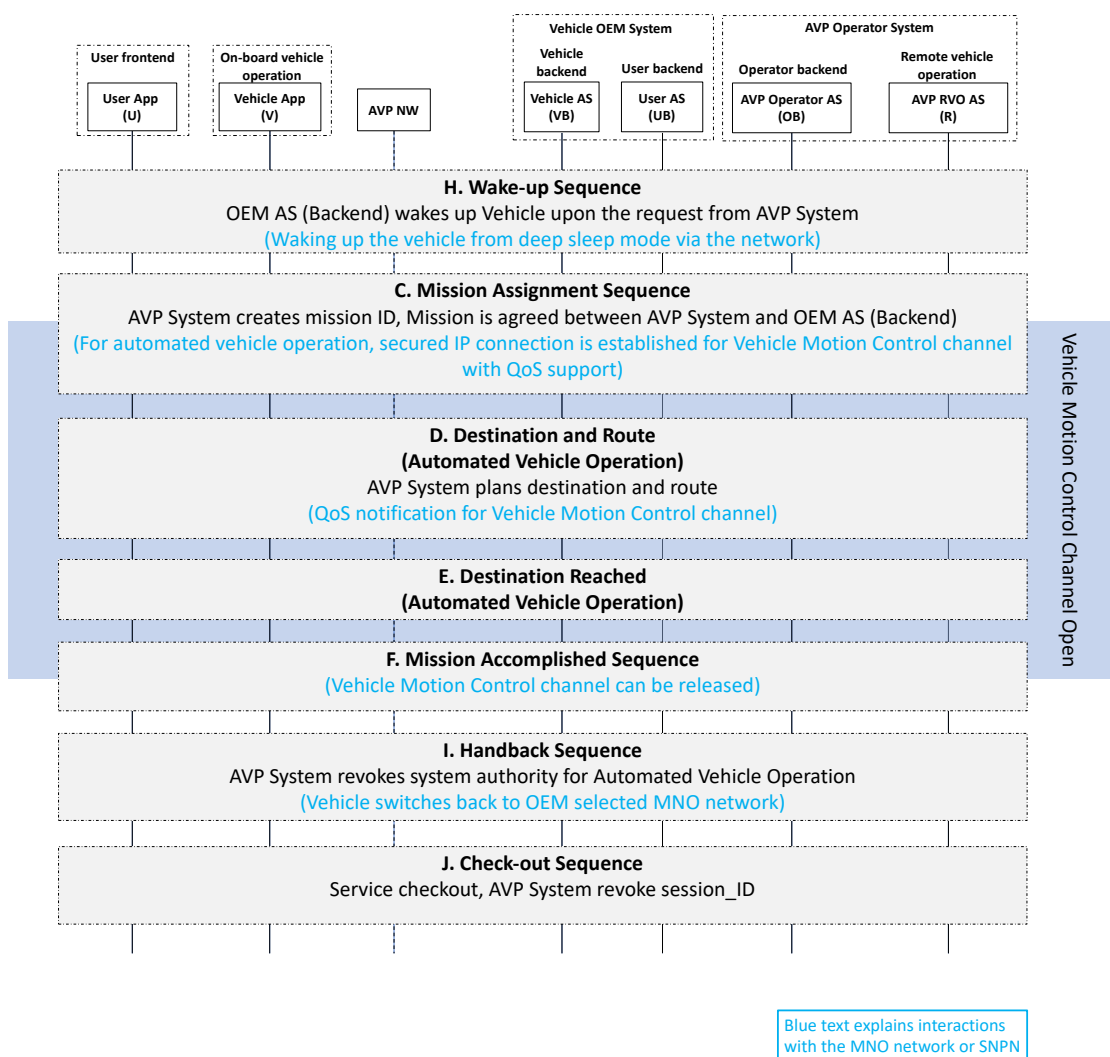 Vehicle OEM System
AVP Operator System
User frontend
On-board vehicle
operation
Vehicle
backend
User backend
Operator backend
Remote vehicle
operation
User App
(U)
Vehicle App
(V)
AVP NW
Vehicle AS
(VB)
User AS
(UB)
AVP Operator AS
(OB)
AVP RVO AS
(R)
H. Wake-up Sequence
OEM AS (Backend) wakes up Vehicle upon the request from AVP System
(Waking up the vehicle from deep sleep mode via the network)
C. Mission Assignment Sequence
AVP System creates mission ID, Mission is agreed between AVP System and OEM AS (Backend)
(For automated vehicle operation, secured IP connection is established for Vehicle Motion Control channel
with QoS support)
D. Destination and Route
(Automated Vehicle Operation)
AVP System plans destination and route
(QoS notification for Vehicle Motion Control channel)
E. Destination Reached
(Automated Vehicle Operation)
F. Mission Accomplished Sequence
(Vehicle Motion Control channel can be released)
Vehicle Motion Control Channel Open
I. Handback Sequence
AVP System revokes system authority for Automated Vehicle Operation
(Vehicle switches back to OEM selected MNO network)
J. Check-out Sequence
Service checkout, AVP System revoke session_ID
Blue text explains interactions
with the MNO network or SNPN